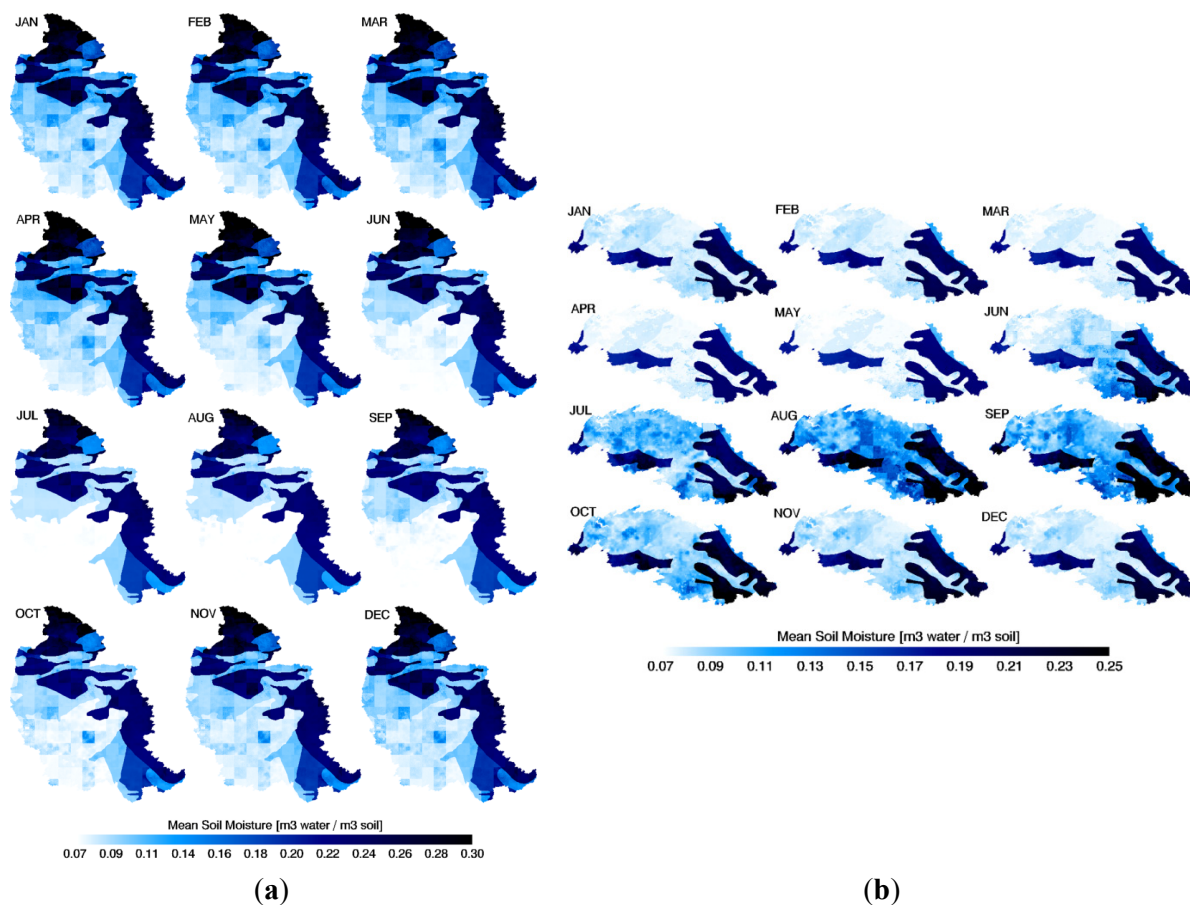 JAN FEB MAR
APR MAY JUN
JUL AUG SEP
OCT NOV DEC
Mean Soil Moisture [m3 water / m3 soil]
0.07 0.09 0.11 0.14 0.16 0.18 0.20 0.22 0.24 0.26 0.28 0.30
(a)
JAN FEB MAR
APR MAY JUN
JUL AUG SEP
OCT NOV DEC
Mean Soil Moisture [m3 water / m3 soil]
0.07 0.09 0.11 0.13 0.15 0.17 0.19 0.21 0.23 0.25
(b)